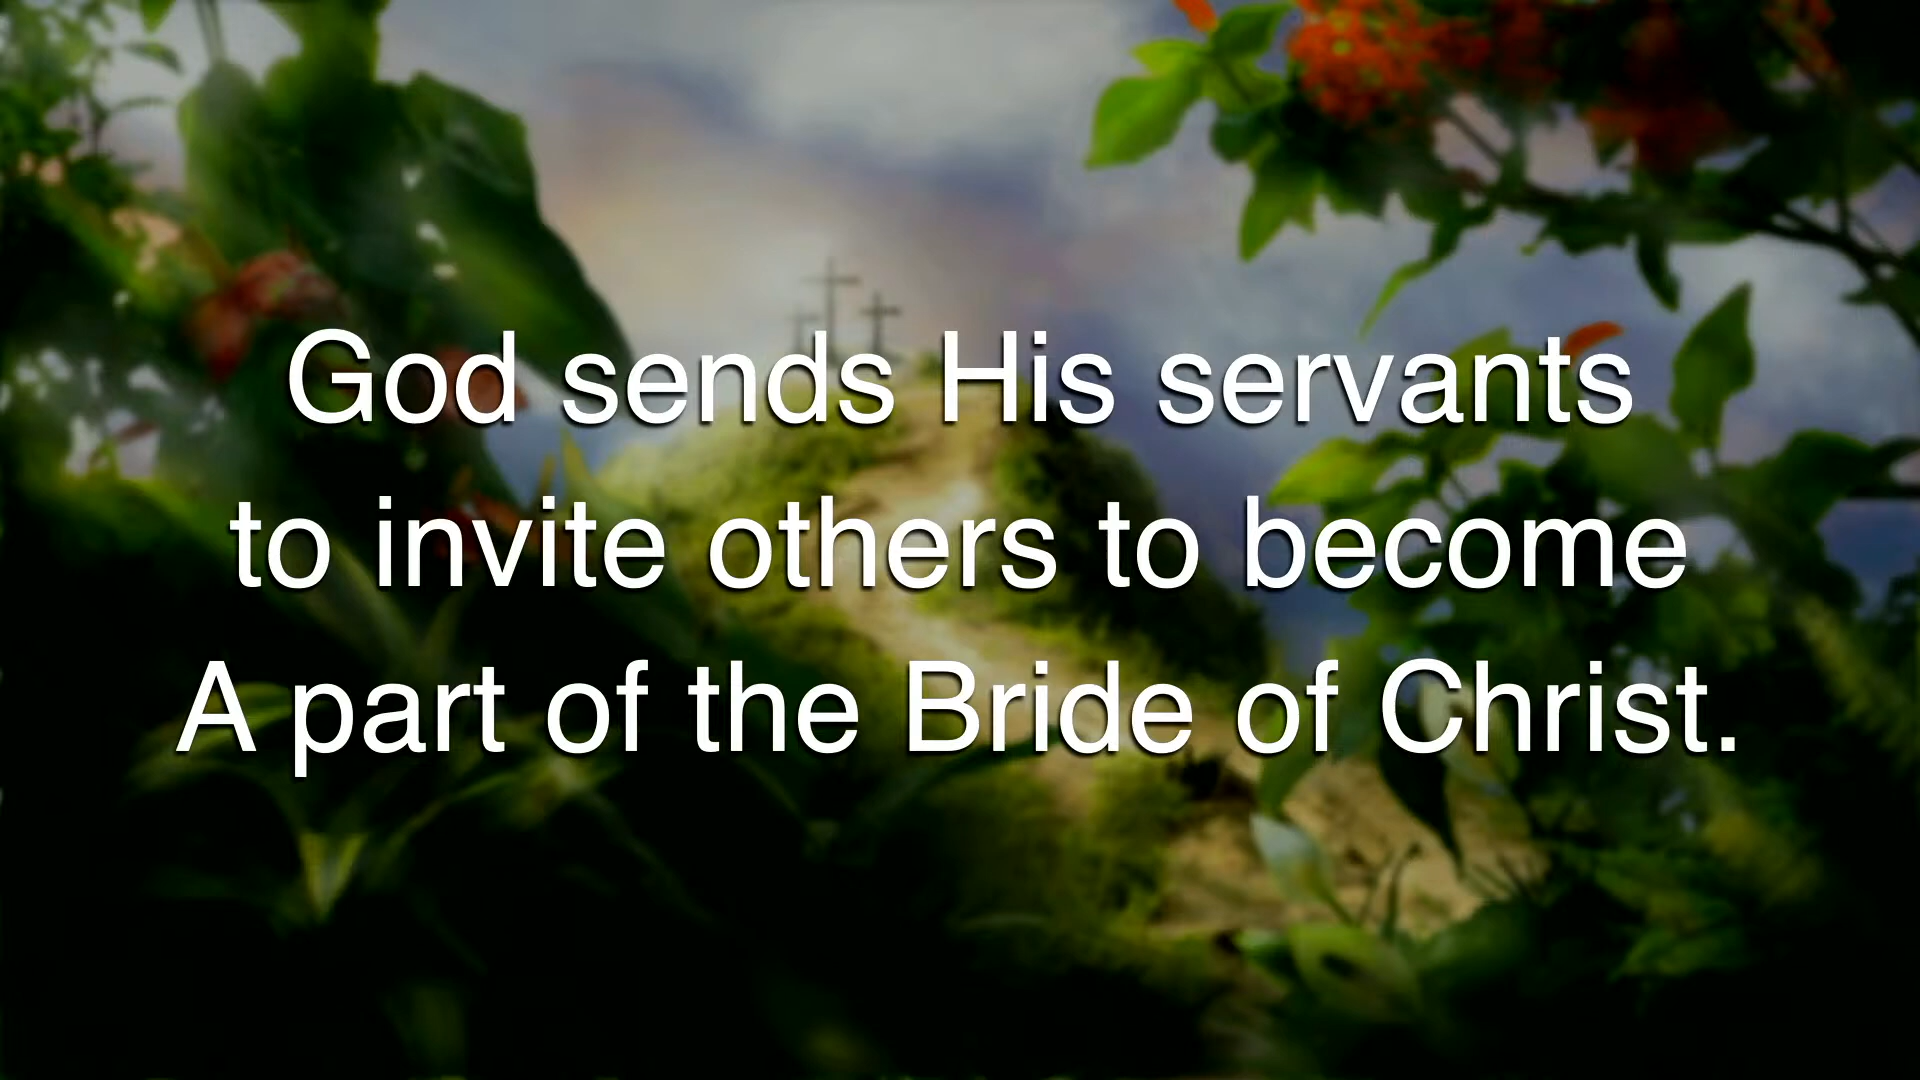 God sends His servants
to invite others to become
A part of the Bride of Christ.